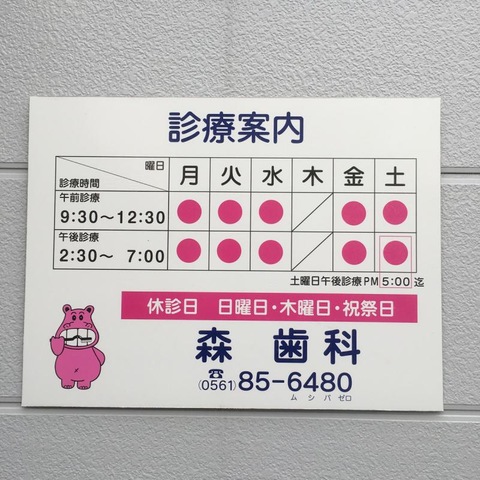 診療案内
曜日 月 火 水 木 金 土
診療時間
午前診療
9:30～12:30
午後診療
2:30～ 7:00
土曜日午後診療PM5:00迄
休診日 日曜日・木曜日・祝祭日
森 歯科
☎(0561)85-6480
ムシバゼロ